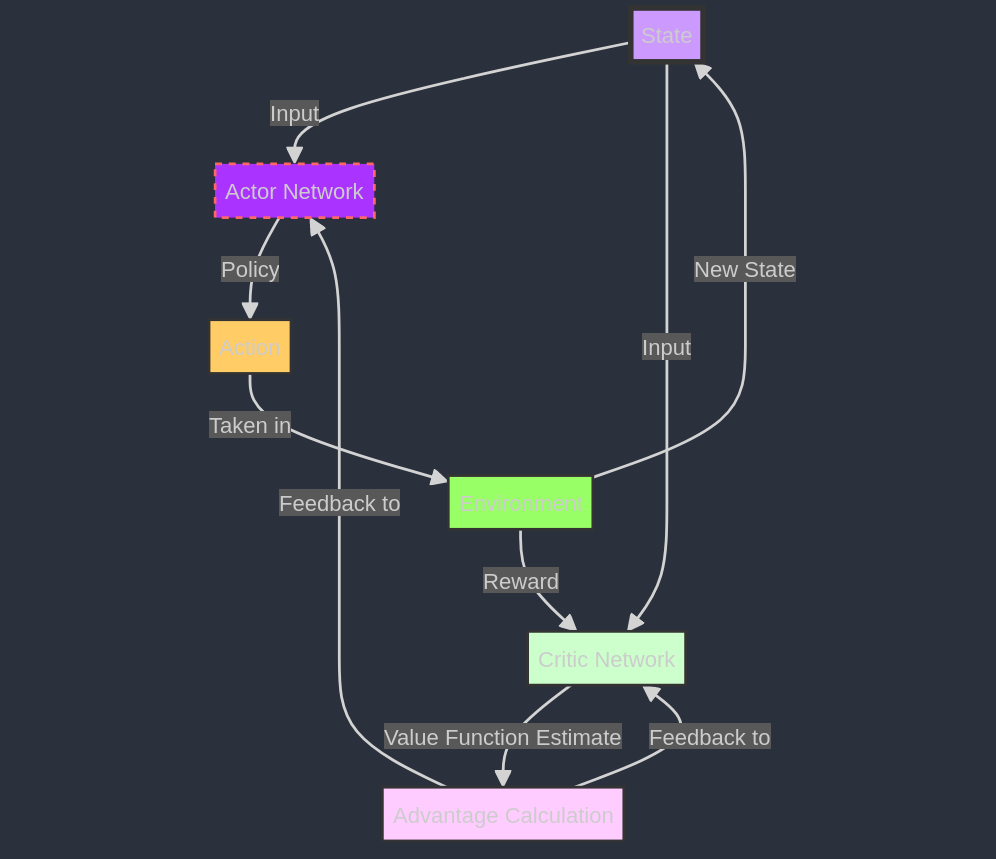 State
Input
Actor Network
Policy
New State
Action
Input
Taken in
Feedback to
Environment
Reward
Critic Network
Value Function Estimate
Feedback to
Advantage Calculation